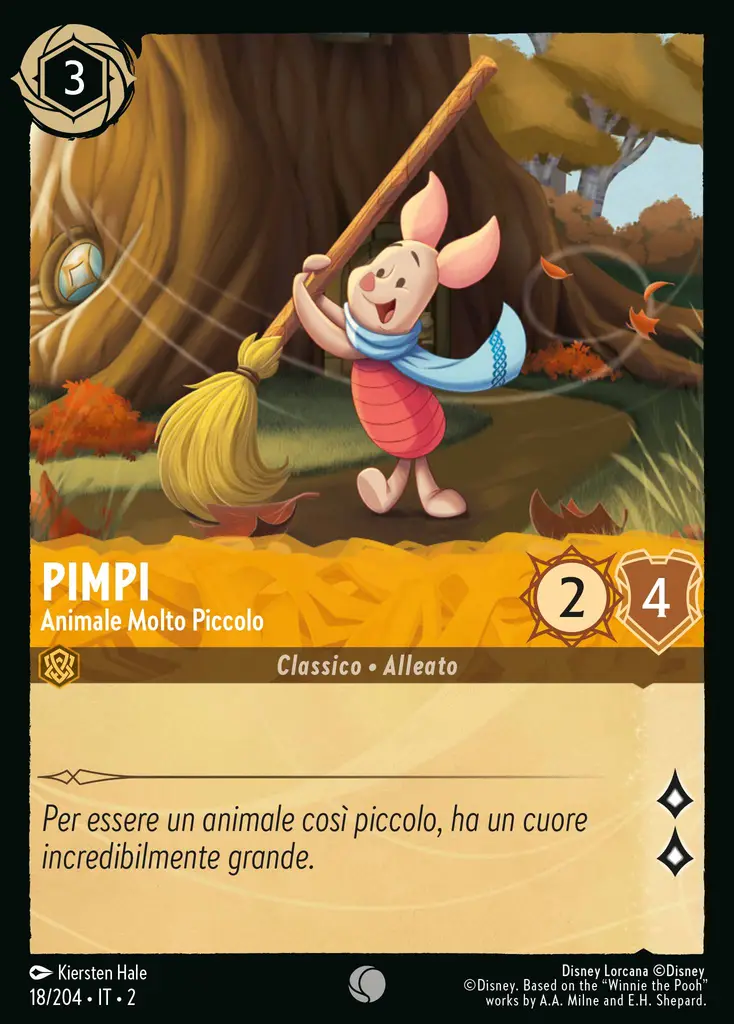 3
PIMPI
Animale Molto Piccolo
2
4
Classico • Alleato
Per essere un animale così piccolo, ha un cuore
incredibilmente grande.
Kiersten Hale
18/204 • IT • 2
Disney Lorcana ©Disney
©Disney. Based on the “Winnie the Pooh”
works by A.A. Milne and E.H. Shepard.